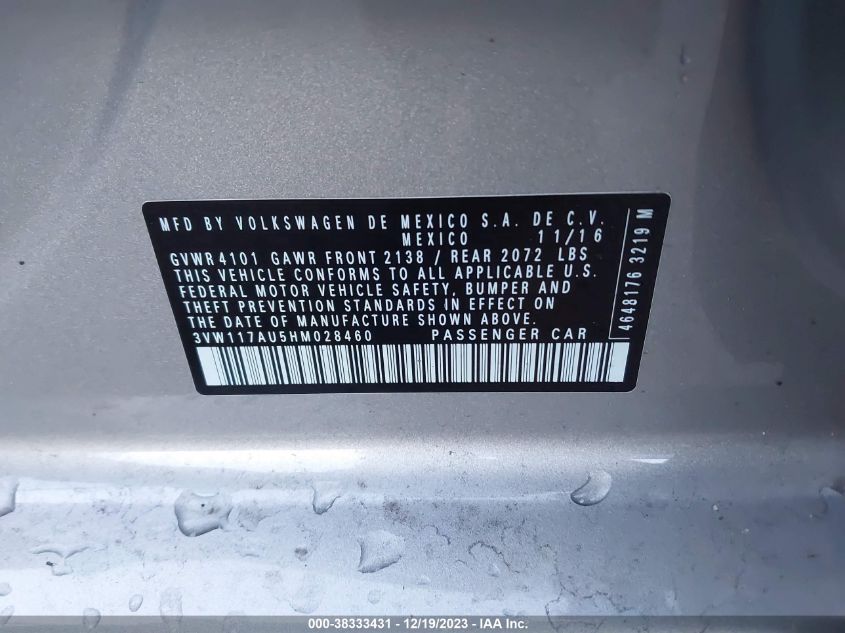 MFD BY VOLKSWAGEN DE MEXICO S.A. DE C.V.
MEXICO 11/16
GVWR 4101 GAWR FRONT 2138 / REAR 2072 LBS
THIS VEHICLE CONFORMS TO ALL APPLICABLE U.S.
FEDERAL MOTOR VEHICLE SAFETY, BUMPER AND
THEFT PREVENTION STANDARDS IN EFFECT ON
THE DATE OF MANUFACTURE SHOWN ABOVE.
3VW117AU5HM028460 PASSENGER CAR
4648176 3219 M
000-38333431 - 12/19/2023 - IAA Inc.